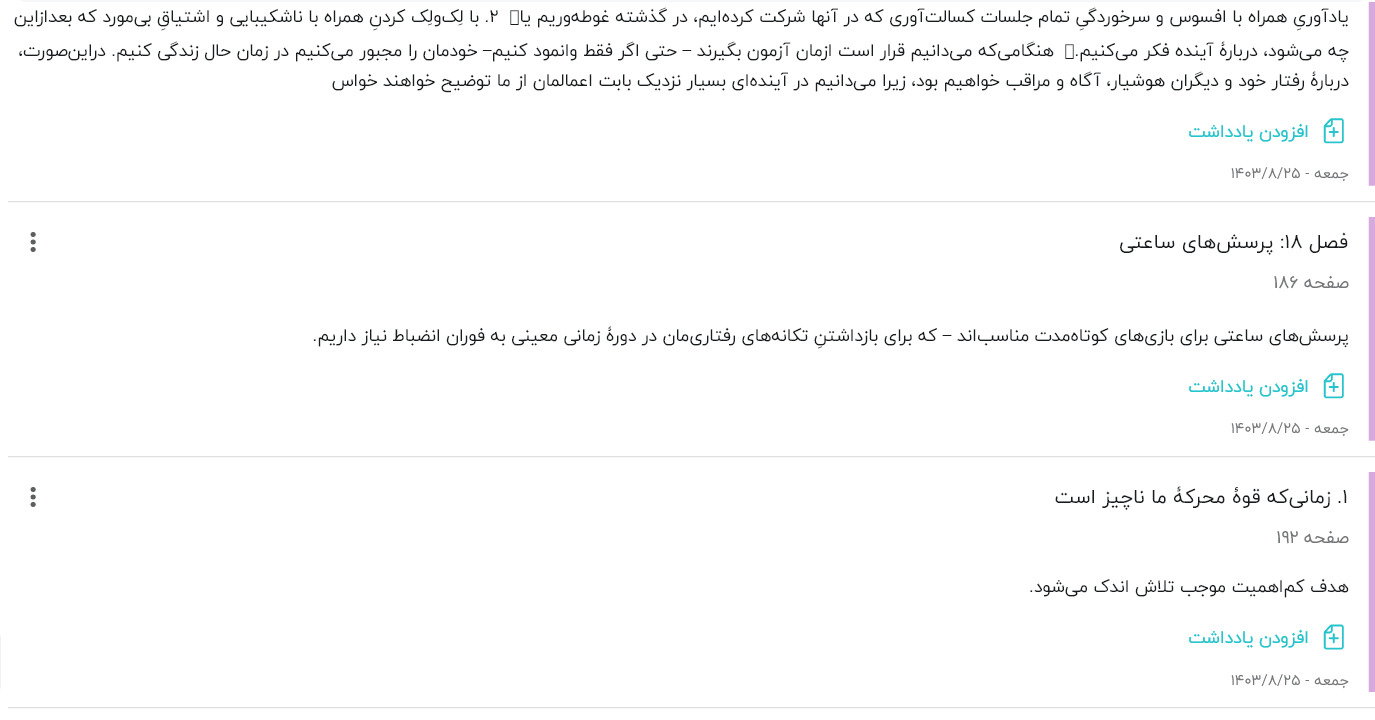 یادآوریِ همراه با افسوس و سرخوردگیِ تمام جلسات کسالت‌آوری که در آنها شرکت کرده‌ایم، در گذشته غوطه‌وریم یا▯ ۲. با لِک‌ولِک کردنِ همراه با ناشکیبایی و اشتیاقِ بی‌مورد که بعدازاین
چه می‌شود، دربارهٔ آینده فکر می‌کنیم.▯ هنگامی‌که می‌دانیم قرار است ازمان آزمون بگیرند – حتی اگر فقط وانمود کنیم– خودمان را مجبور می‌کنیم در زمان حال زندگی کنیم. دراین‌صورت،
دربارهٔ رفتار خود و دیگران هوشیار، آگاه و مراقب خواهیم بود، زیرا می‌دانیم در آینده‌ای بسیار نزدیک بابت اعمالمان از ما توضیح خواهند خواس
افزودن یادداشت
جمعه - ۱۴۰۳/۸/۲۵
فصل ۱۸: پرسش‌های ساعتی
صفحه ۱۸۶
پرسش‌های ساعتی برای بازی‌های کوتاه‌مدت مناسب‌اند – که برای بازداشتنِ تکانه‌های رفتاری‌مان در دورهٔ زمانی معینی به فوران انضباط نیاز داریم.
افزودن یادداشت
جمعه - ۱۴۰۳/۸/۲۵
۱. زمانی‌که قوهٔ محرکهٔ ما ناچیز است
صفحه ۱۹۲
هدف کم‌اهمیت موجب تلاش اندک می‌شود.
افزودن یادداشت
جمعه - ۱۴۰۳/۸/۲۵